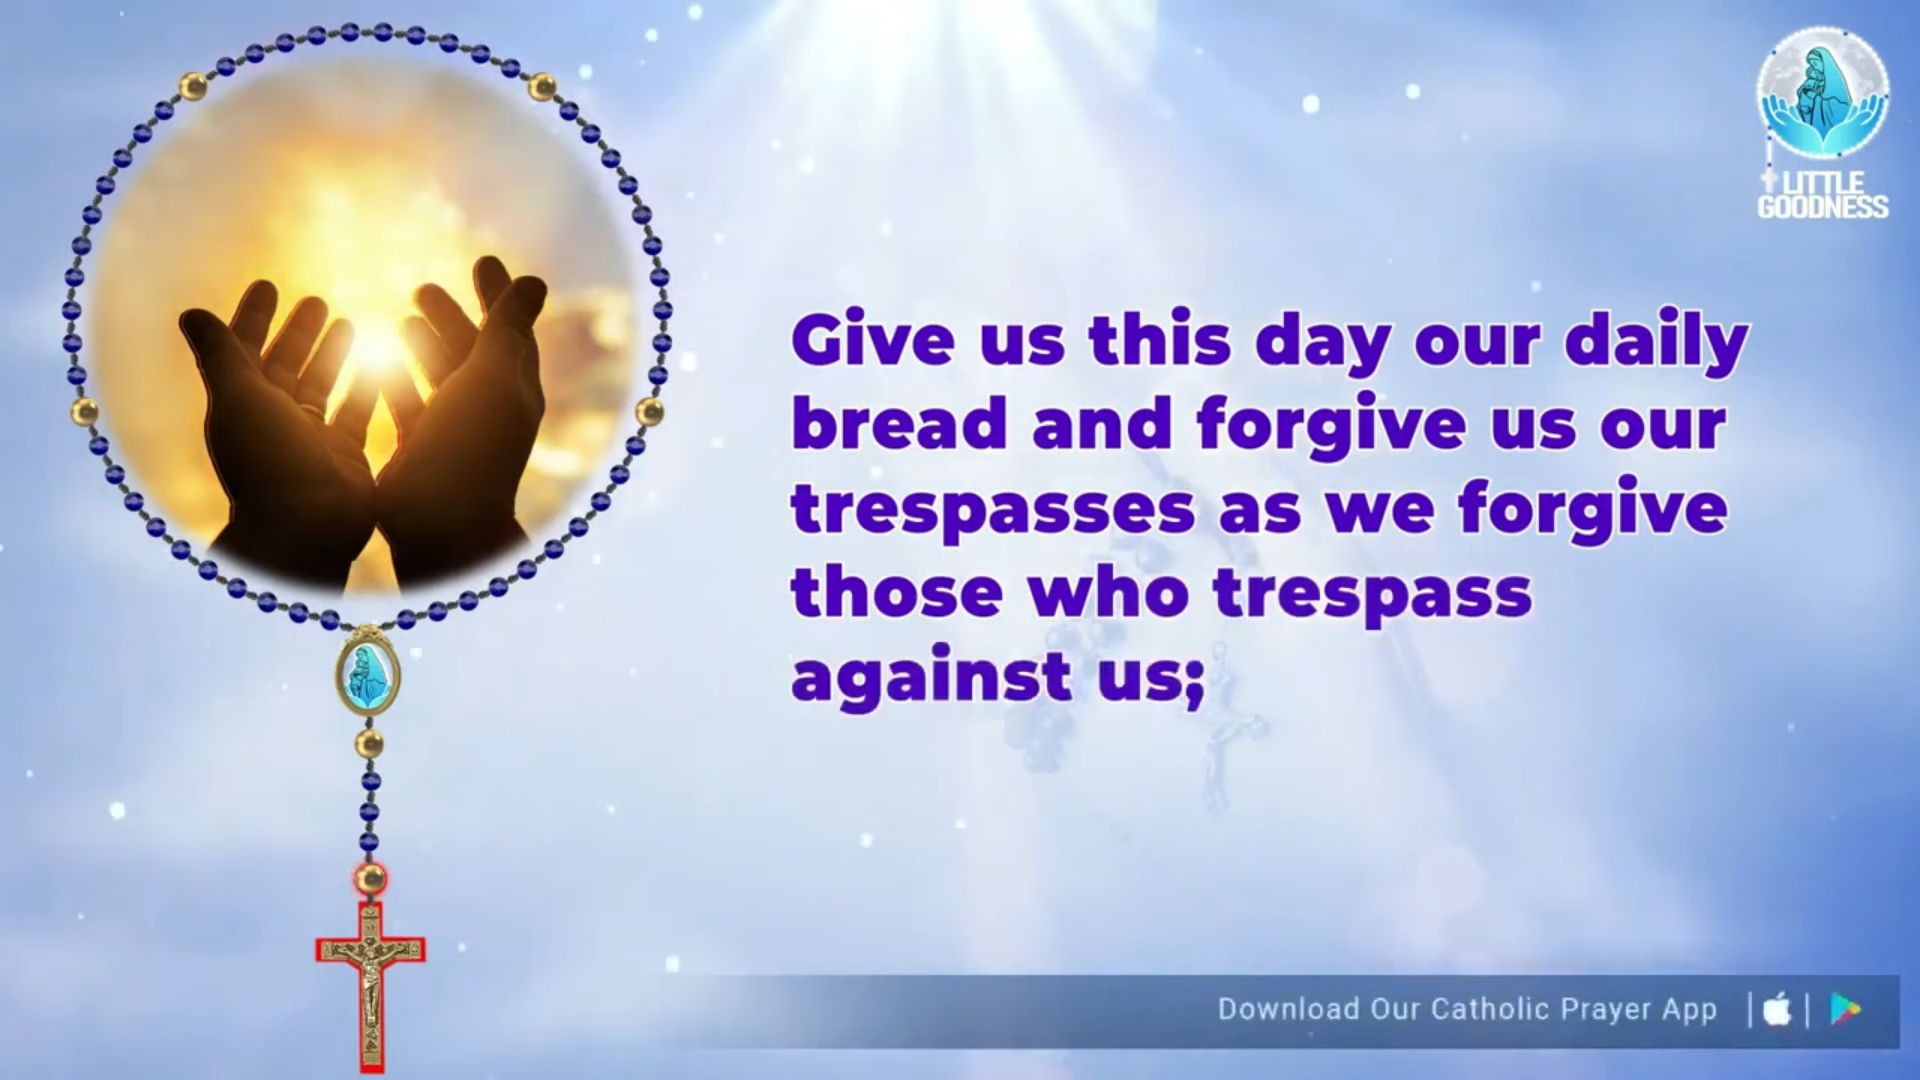 LITTLE
GOODNESS
Give us this day our daily
bread and forgive us our
trespasses as we forgive
those who trespass
against us;
Download Our Catholic Prayer App